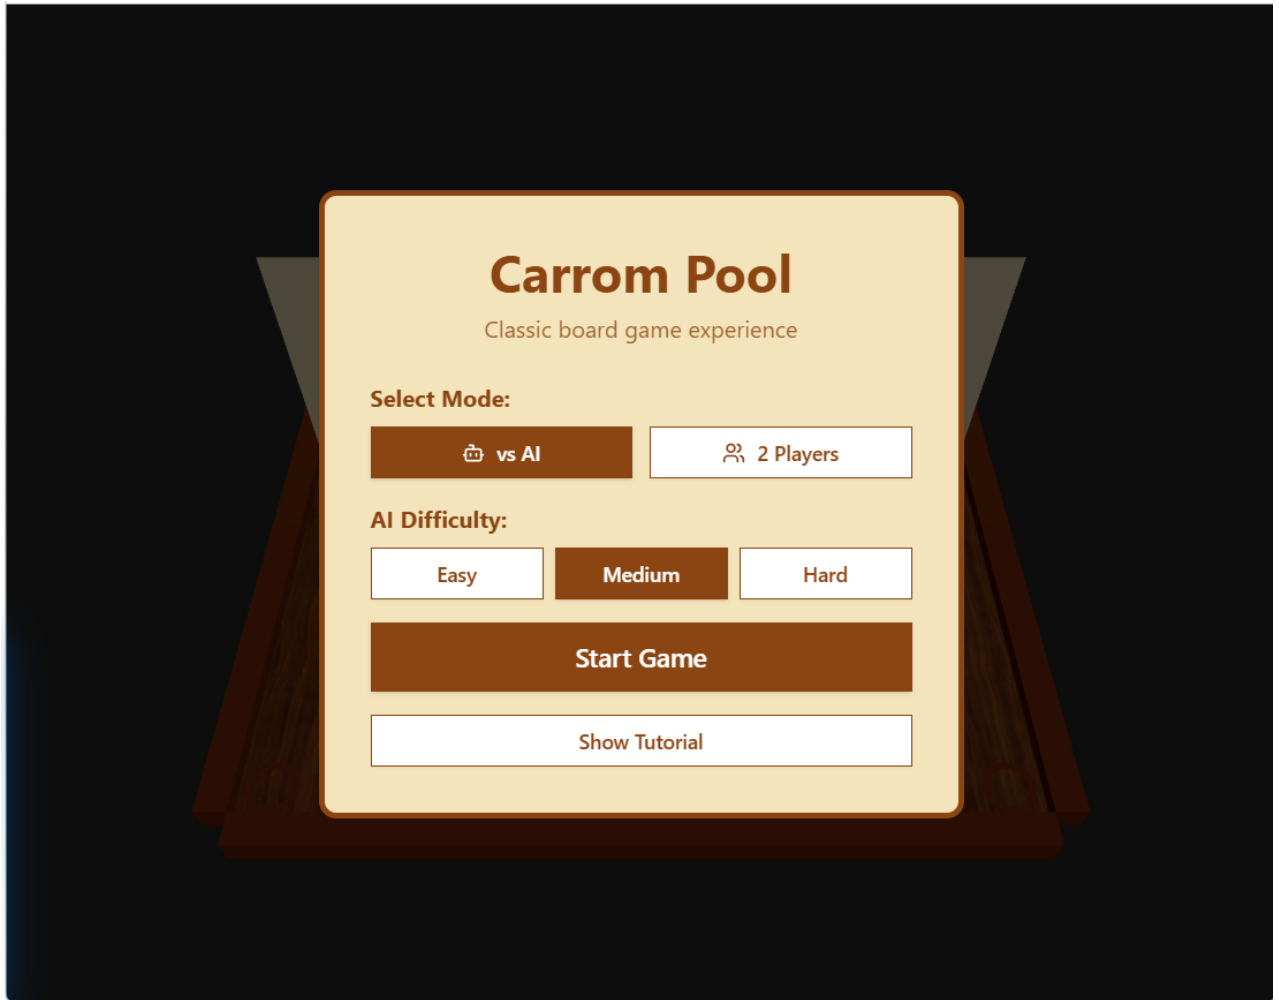 Carrom Pool
Classic board game experience
Select Mode:
vs AI
2 Players
AI Difficulty:
Easy
Medium
Hard
Start Game
Show Tutorial